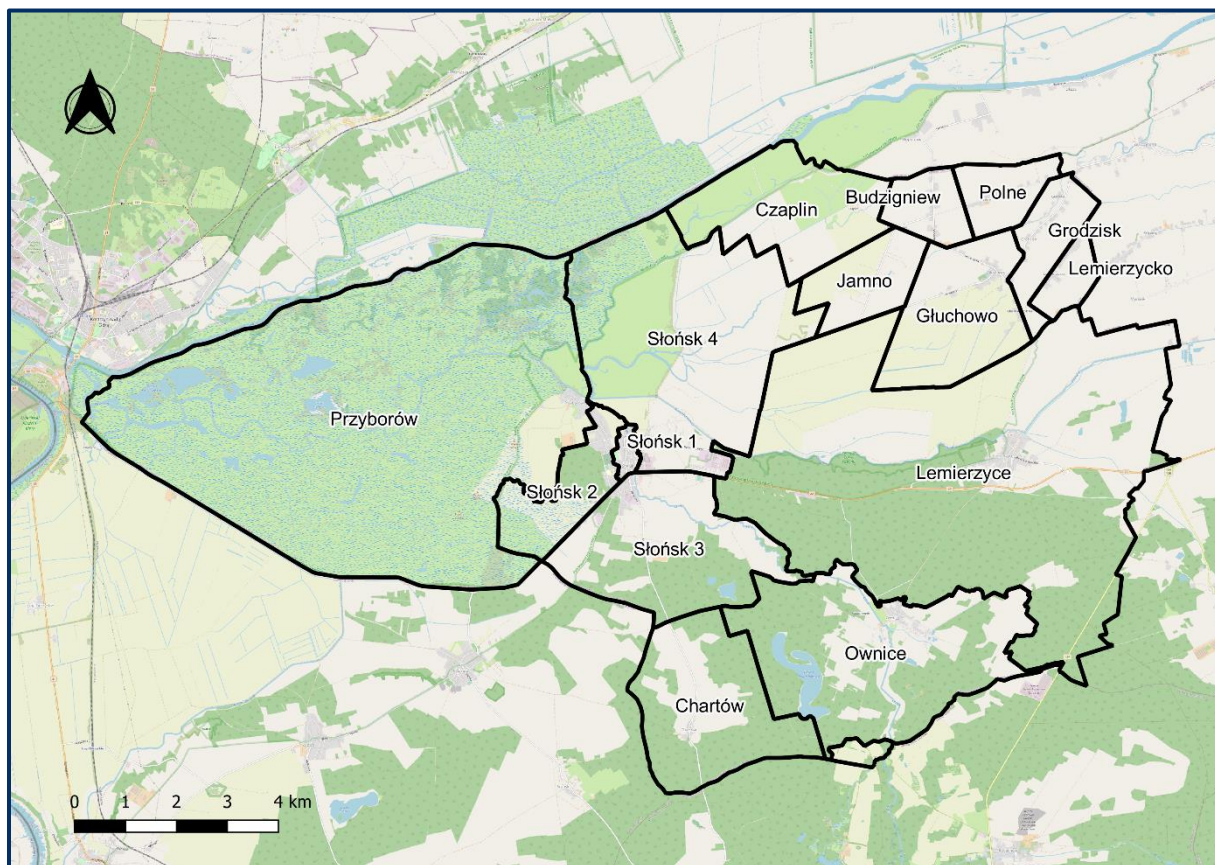 Budzigniew
Polne
Czaplin
Grodzisk
Lemierzycko
Jamno
Głuchowo
Słońsk 4
Przyborów
Słońsk 1
Lemierzyce
Słońsk 2
Słońsk 3
Ownice
Chartów
0 1 2 3 4 km